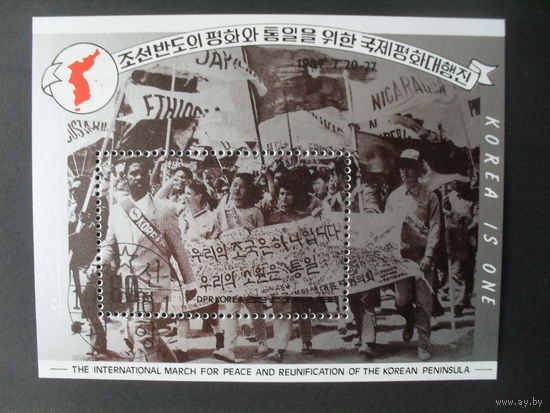 조선반도의 평화와 통일을 위한 국제평화대행진
1989.7.20-27
KOREA IS ONE
ETHIOPIA
NICARAGUA
COSTA RI
우리의 조국은 하나입니다
우리의 소원은 통일
80
DPR KOREA
THE INTERNATIONAL MARCH FOR PEACE AND REUNIFICATION OF THE KOREAN PENINSULA
www.ay.by